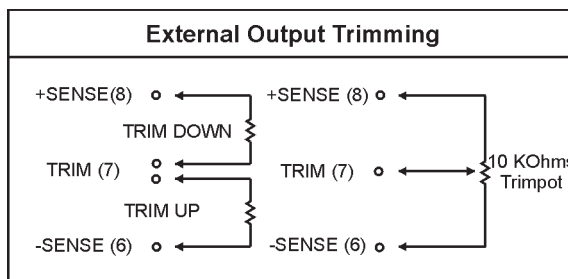 External Output Trimming
+SENSE(8)
TRIM DOWN
TRIM (7)
TRIM UP
-SENSE (6)
+SENSE (8)
TRIM (7)
10 KOhms
Trimpot
-SENSE (6)